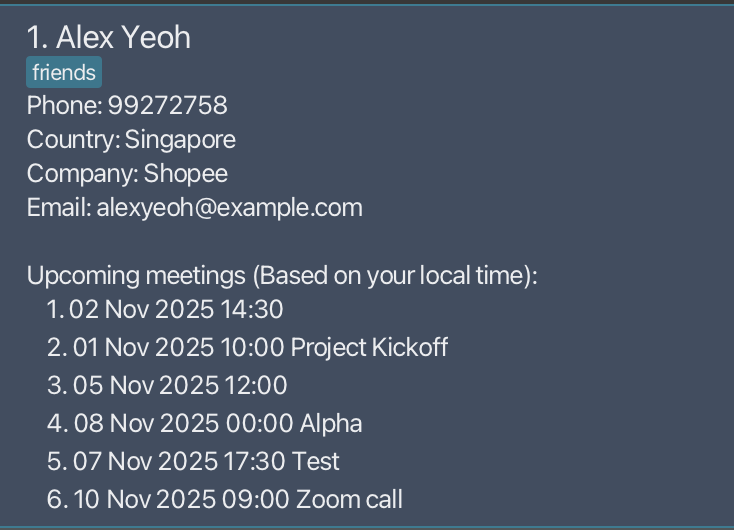 1. Alex Yeoh
friends
Phone: 99272758
Country: Singapore
Company: Shopee
Email: alexyeoh@example.com
Upcoming meetings (Based on your local time):
1. 02 Nov 2025 14:30
2. 01 Nov 2025 10:00 Project Kickoff
3. 05 Nov 2025 12:00
4. 08 Nov 2025 00:00 Alpha
5. 07 Nov 2025 17:30 Test
6. 10 Nov 2025 09:00 Zoom call